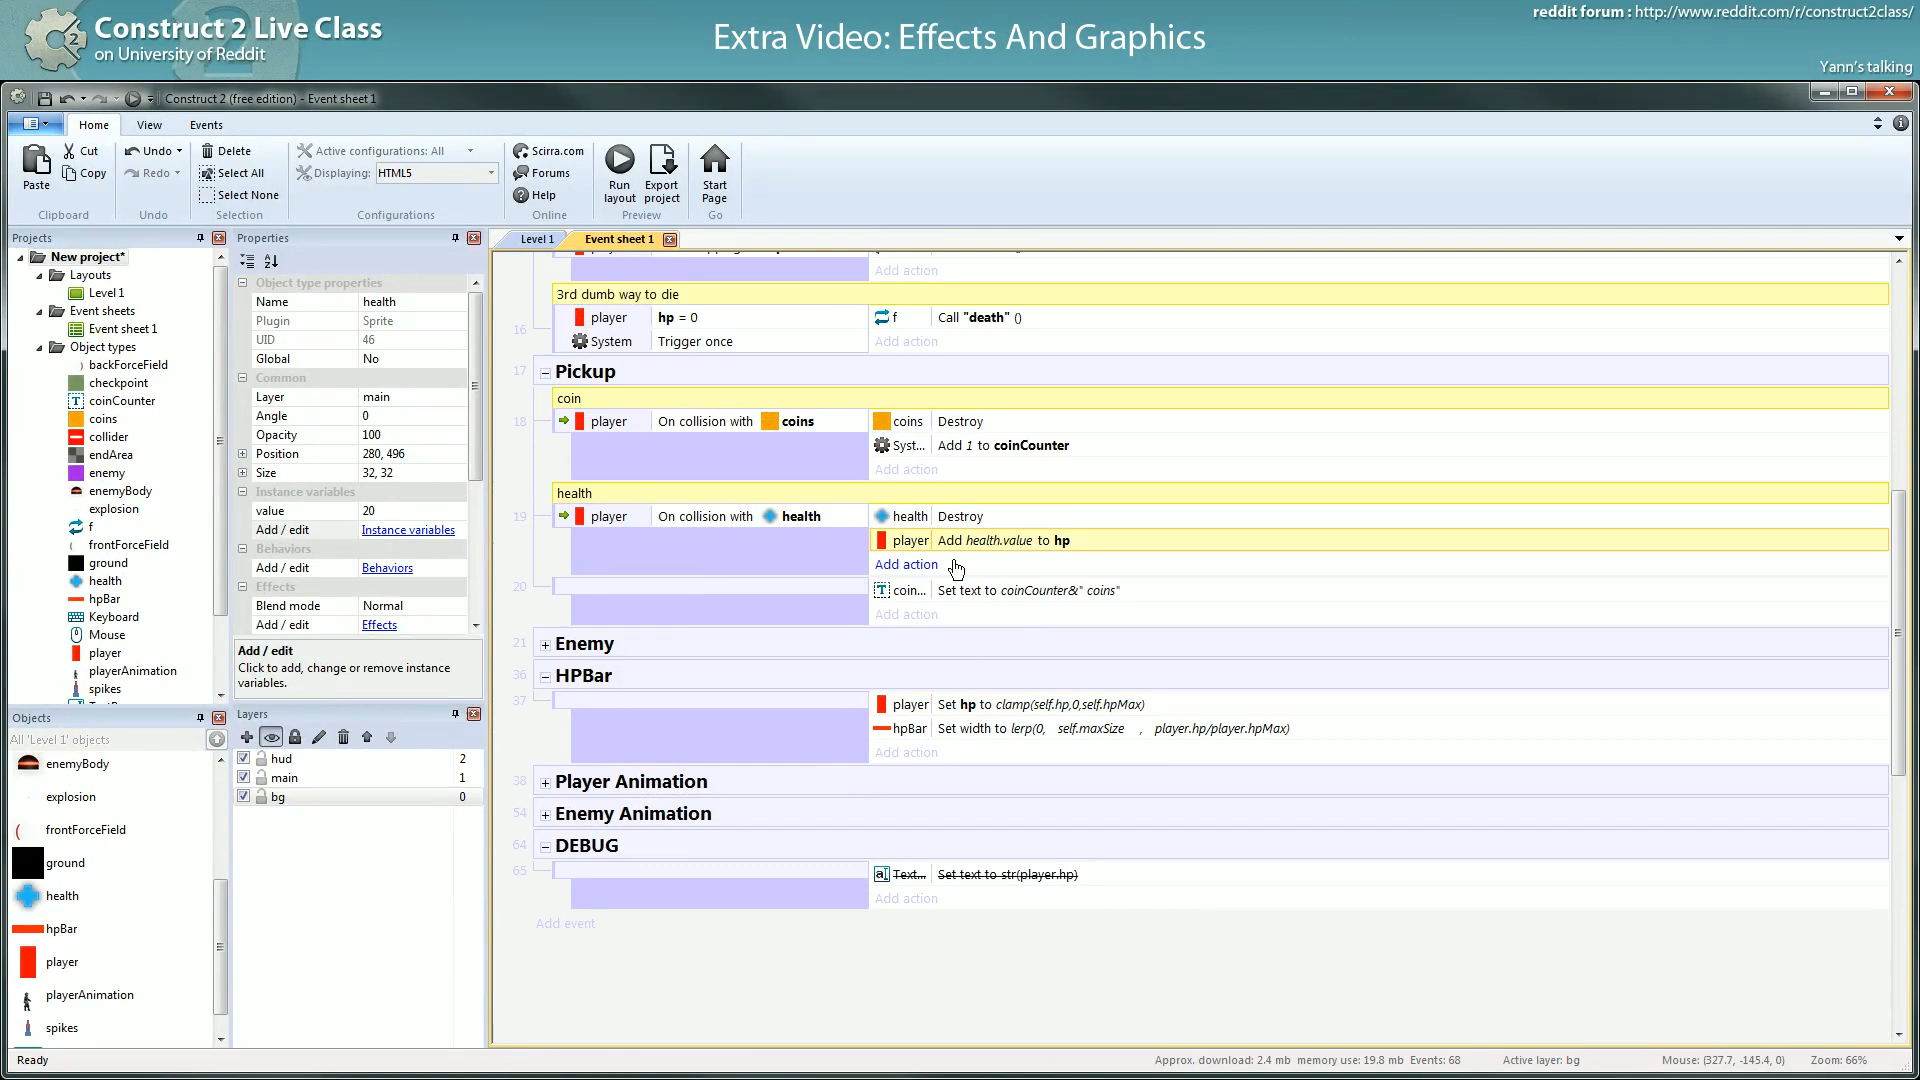 Construct 2 Live Class
on University of Reddit
Extra Video: Effects And Graphics
reddit forum : http://www.reddit.com/r/construct2class/
Yann's talking
Construct 2 (free edition) - Event sheet 1
Home View Events
Paste
Cut
Copy
Clipboard
Undo
Redo
Undo
Delete
Select All
Select None
Selection
Active configurations: All
Displaying: HTML5
Configurations
Scirra.com
Forums
Help
Online
Run layout
Export project
Preview
Start Page
Go
Projects
New project*
Layouts
Level 1
Event sheets
Event sheet 1
Object types
backForceField
checkpoint
coinCounter
coins
collider
endArea
enemy
enemyBody
explosion
f
frontForceField
ground
health
hpBar
Keyboard
Mouse
player
playerAnimation
spikes
Properties
Object type properties
Name health
Plugin Sprite
UID 46
Global No
Common
Layer main
Angle 0
Opacity 100
Position 280, 496
Size 32, 32
Instance variables
value 20
Add / edit Instance variables
Behaviors
Add / edit Behaviors
Effects
Blend mode Normal
Add / edit Effects
Add / edit
Click to add, change or remove instance
variables.
Objects
All 'Level 1' objects
enemyBody
explosion
frontForceField
ground
health
hpBar
player
playerAnimation
spikes
Layers
hud 2
main 1
bg 0
Level 1 Event sheet 1
Add action
3rd dumb way to die
16 player hp = 0 f Call "death" ()
System Trigger once Add action
17 Pickup
coin
18 player On collision with coins coins Destroy
Syst... Add 1 to coinCounter
Add action
health
19 player On collision with health health Destroy
player Add health.value to hp
Add action
20 coin... Set text to coinCounter&" coins"
Add action
21 Enemy
36 HPBar
37 player Set hp to clamp(self.hp,0,self.hpMax)
hpBar Set width to lerp(0, self.maxSize , player.hp/player.hpMax)
Add action
38 Player Animation
54 Enemy Animation
64 DEBUG
65 Text... Set text to str(player.hp)
Add action
Add event
Ready
Approx. download: 2.4 mb memory use: 19.8 mb Events: 68 Active layer: bg Mouse: (327.7, -145.4, 0) Zoom: 66%